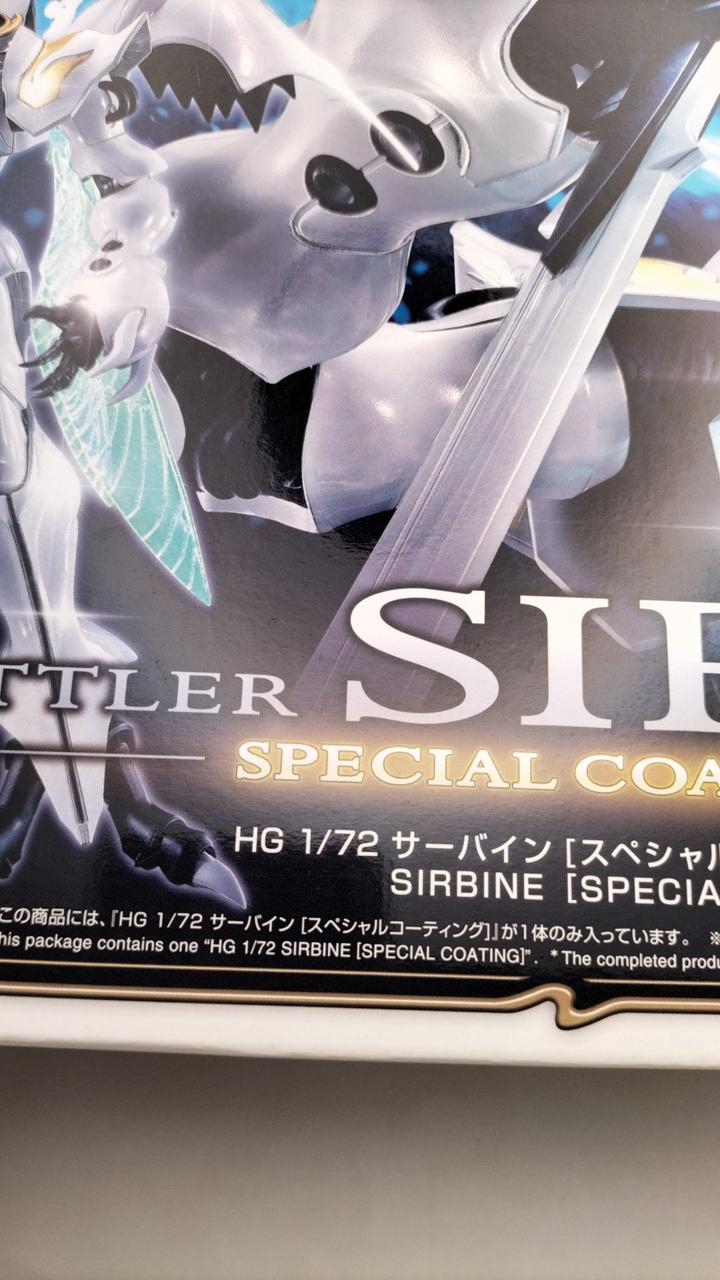 TTLER SIR
SPECIAL COA
HG 1/72 サーバイン [スペシャル
SIRBINE [SPECIA
この商品には、『HG 1/72 サーバイン [スペシャルコーティング]』が1体のみ入っています。 ※
his package contains one “HG 1/72 SIRBINE [SPECIAL COATING]”. * The completed produ